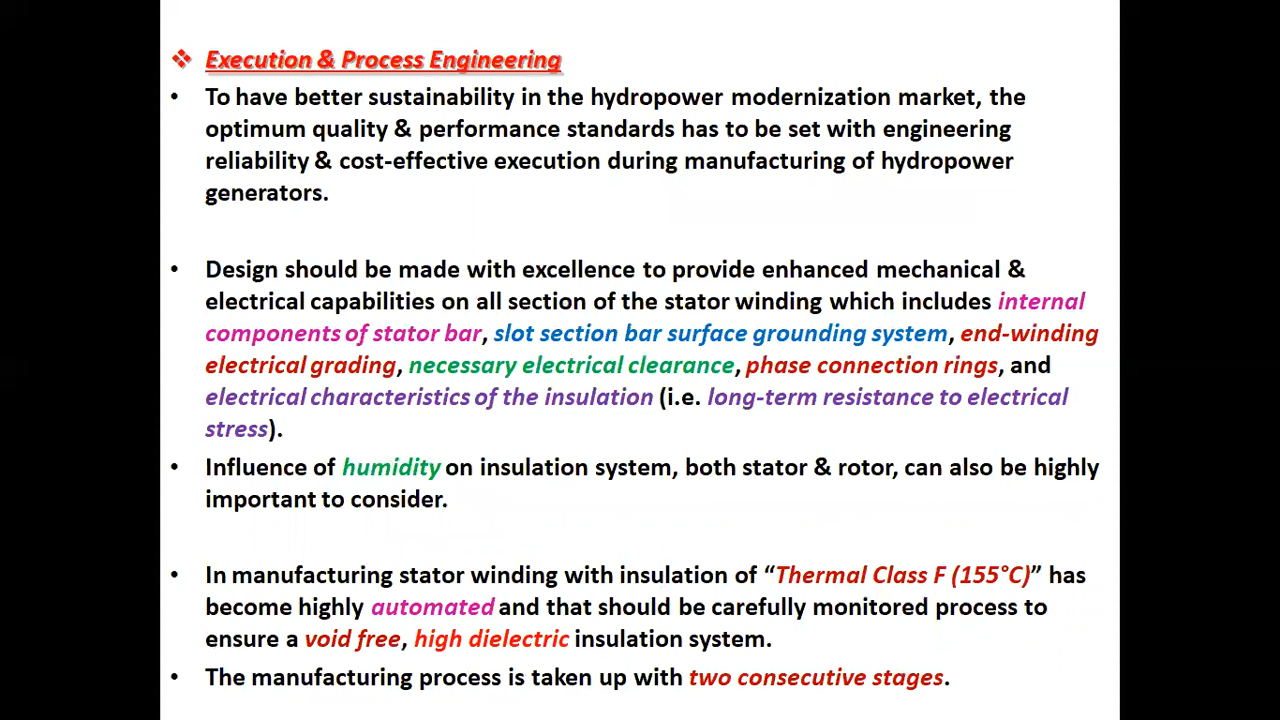 ❖ Execution & Process Engineering
• To have better sustainability in the hydropower modernization market, the
optimum quality & performance standards has to be set with engineering
reliability & cost-effective execution during manufacturing of hydropower
generators.
• Design should be made with excellence to provide enhanced mechanical &
electrical capabilities on all section of the stator winding which includes internal
components of stator bar, slot section bar surface grounding system, end-winding
electrical grading, necessary electrical clearance, phase connection rings, and
electrical characteristics of the insulation (i.e. long-term resistance to electrical
stress).
• Influence of humidity on insulation system, both stator & rotor, can also be highly
important to consider.
• In manufacturing stator winding with insulation of “Thermal Class F (155°C)” has
become highly automated and that should be carefully monitored process to
ensure a void free, high dielectric insulation system.
• The manufacturing process is taken up with two consecutive stages.